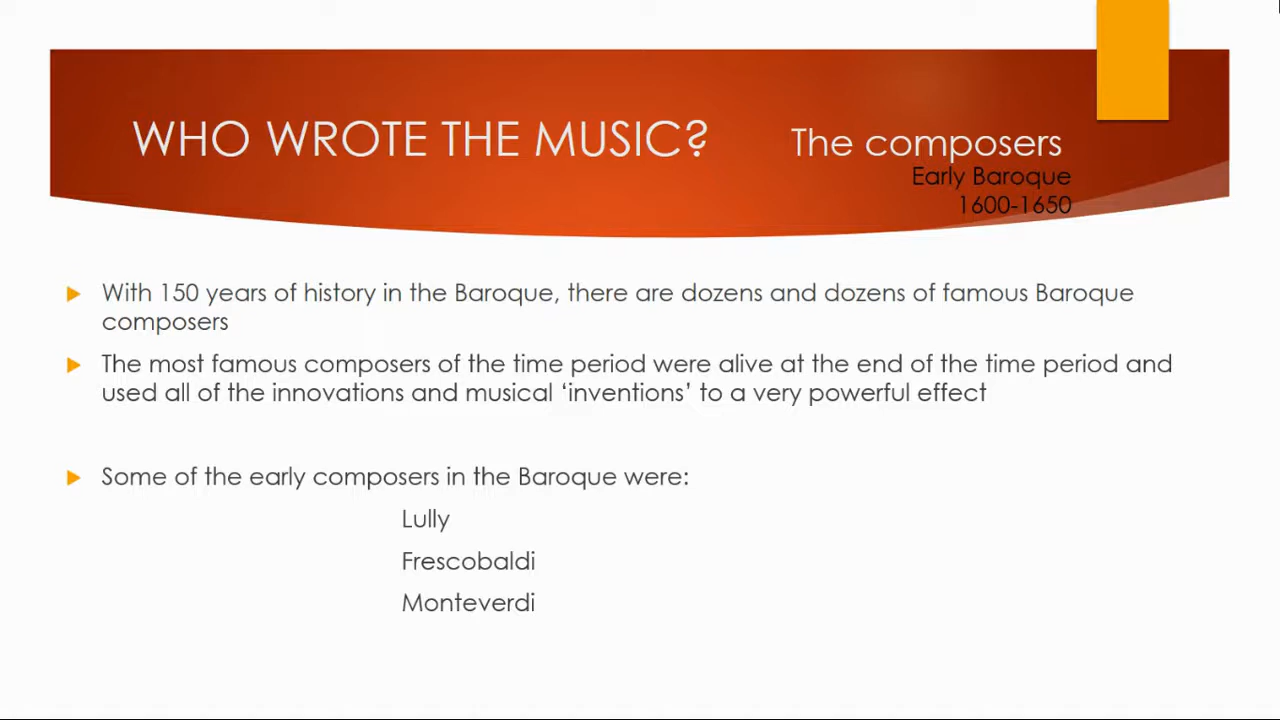 WHO WROTE THE MUSIC? The composers
Early Baroque
1600-1650
With 150 years of history in the Baroque, there are dozens and dozens of famous Baroque
composers
The most famous composers of the time period were alive at the end of the time period and
used all of the innovations and musical ‘inventions’ to a very powerful effect
Some of the early composers in the Baroque were:
Lully
Frescobaldi
Monteverdi